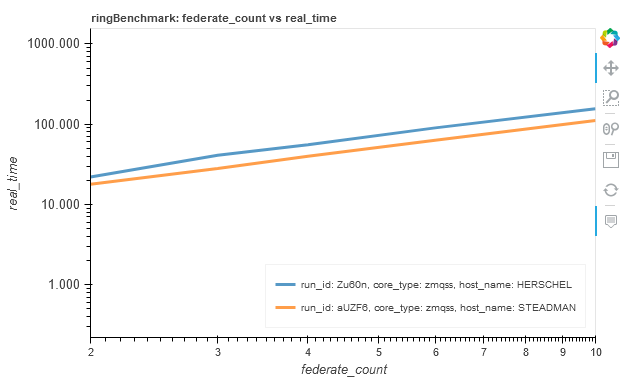 ringBenchmark: federate_count vs real_time
1000.000
100.000
10.000
1.000
real_time
run_id: Zu60n, core_type: zmqss, host_name: HERSCHEL
run_id: aUZF6, core_type: zmqss, host_name: STEADMAN
2 3 4 5 6 7 8 9 10
federate_count